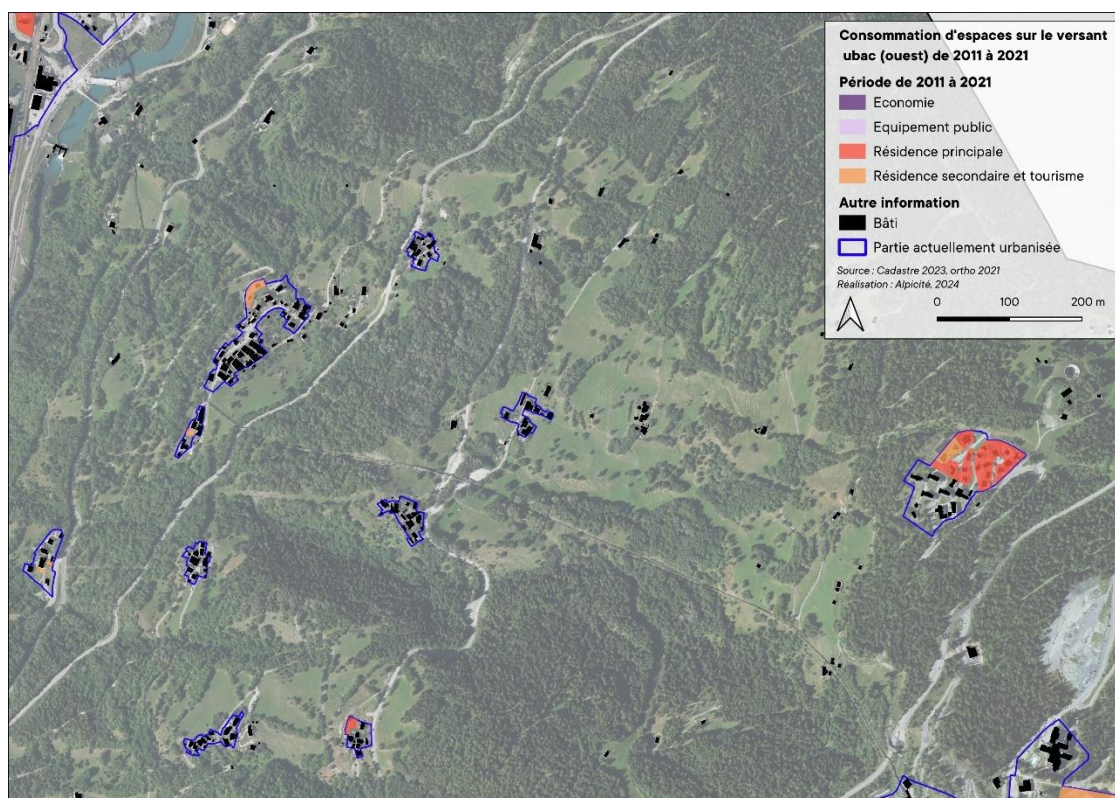 Consommation d'espaces sur le versant
ubac (ouest) de 2011 à 2021
Période de 2011 à 2021
Economie
Equipement public
Résidence principale
Résidence secondaire et tourisme
Autre information
Bâti
Partie actuellement urbanisée
Source : Cadastre 2023, ortho 2021
Réalisation : Alpicité, 2024
0 100 200 m